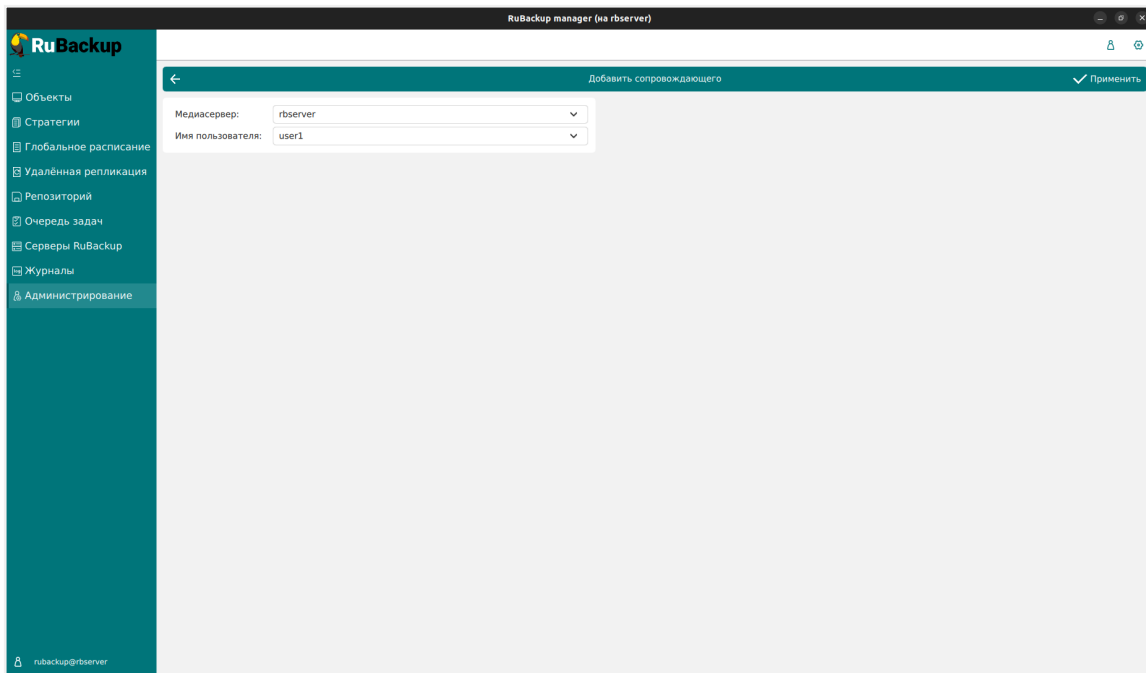 RuBackup manager (на rbserver)
RuBackup
Добавить сопровождающего
Применить
Объекты
Стратегии
Глобальное расписание
Удалённая репликация
Репозиторий
Очередь задач
Серверы RuBackup
Журналы
Администрирование
Медиасервер:
rbserver
Имя пользователя:
user1
rubackup@rbserver